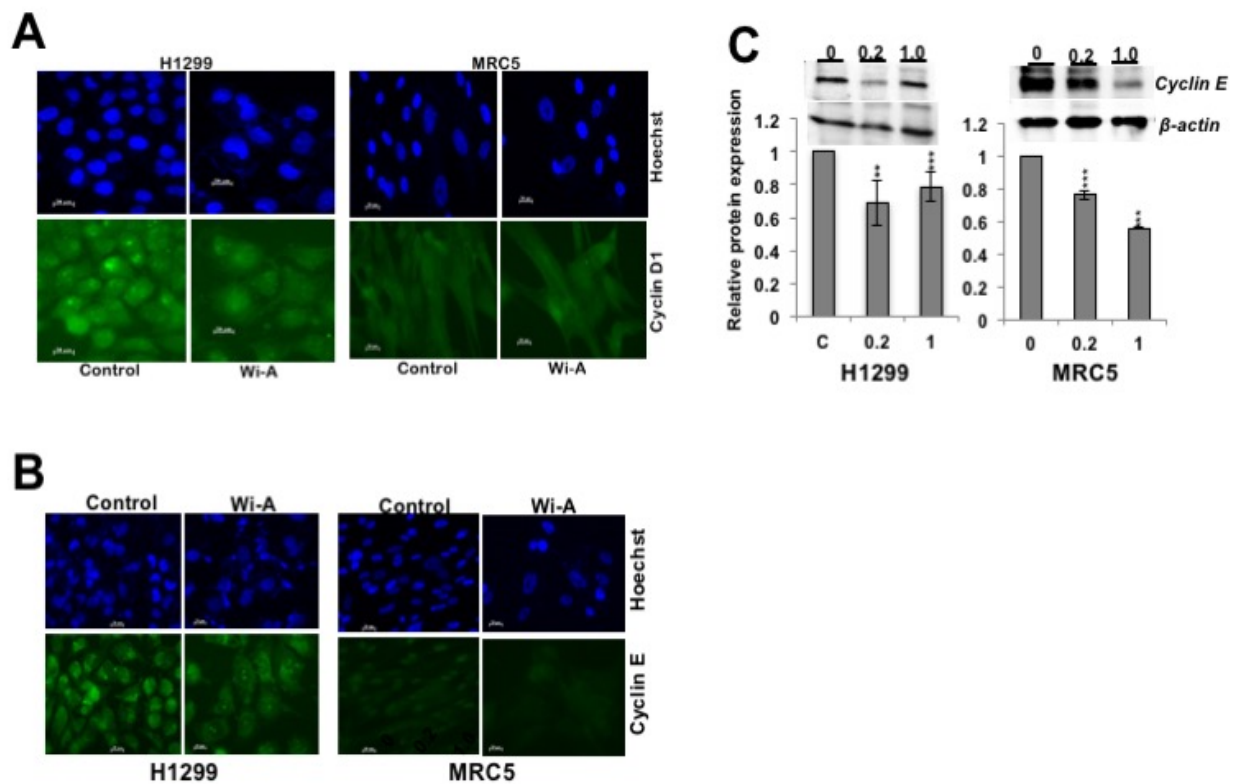 A
H1299 MRC5
Hoechst
Cyclin D1
Control Wi-A Control Wi-A
B
Control Wi-A Control Wi-A
Hoechst
Cyclin E
H1299 MRC5
C
0 0.2 1.0 0 0.2 1.0
Cyclin E
β-actin
Relative protein expression
1.2
1
0.8
0.6
0.4
0.2
0
**
***
C 0.2 1
H1299
1.2
1
0.8
0.6
0.4
0.2
0
***
0 0.2 1
MRC5